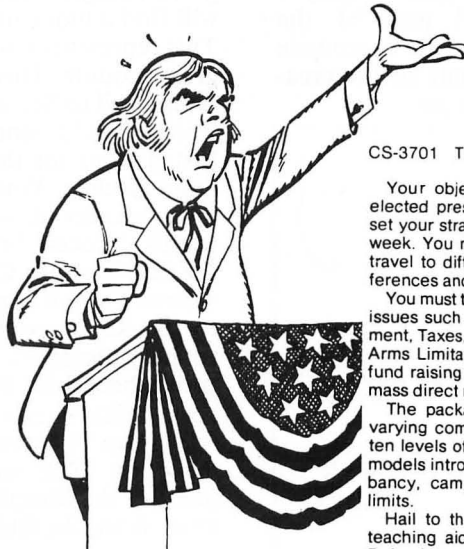 CS-3701 T
Your obje
elected pres
set your stra
week. You r
travel to diff
ferences and
You must t
issues such
ment, Taxes,
Arms Limita
fund raising
mass direct r
The packa
varying com
ten levels of
models intro
bancy, cam
limits.
Hail to th
teaching aid